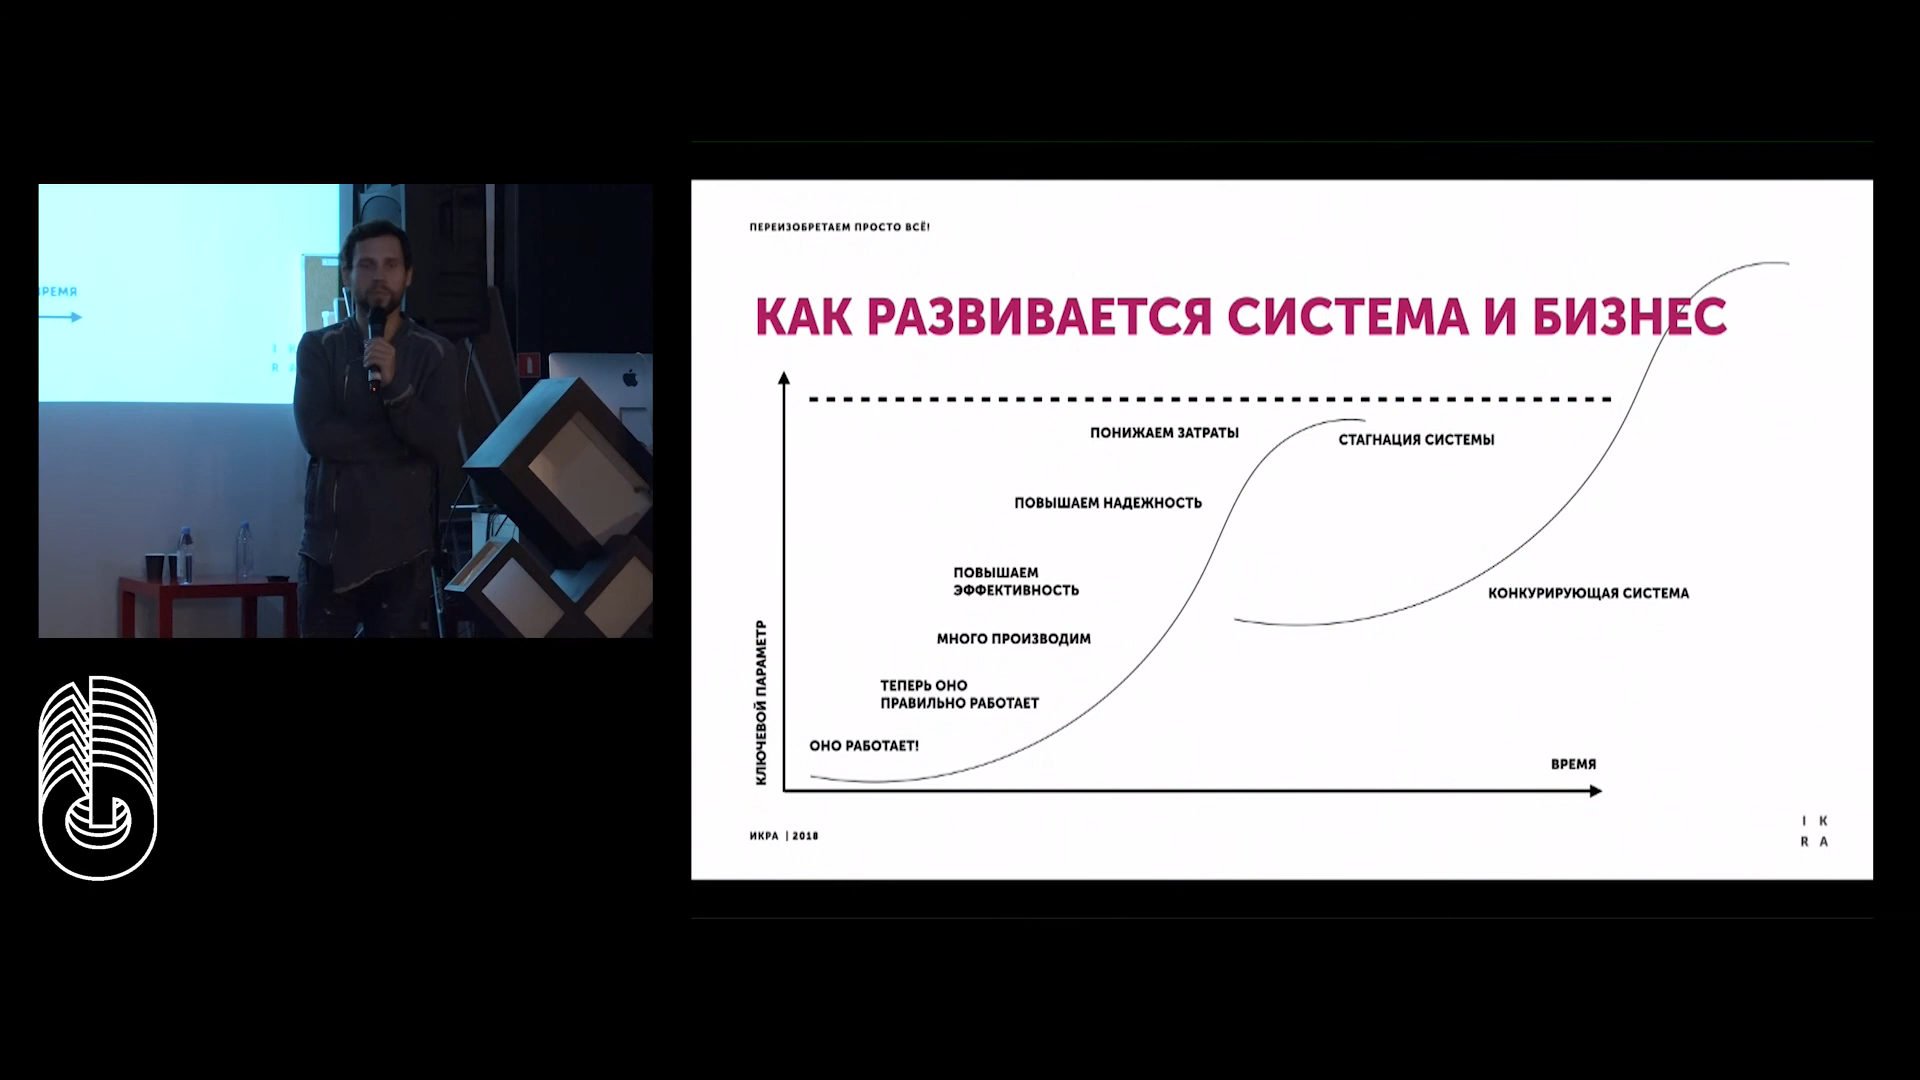 ПЕРЕИЗОБРЕТАЕМ ПРОСТО ВСЁ!
КАК РАЗВИВАЕТСЯ СИСТЕМА И БИЗНЕС
ПОНИЖАЕМ ЗАТРАТЫ
СТАГНАЦИЯ СИСТЕМЫ
ПОВЫШАЕМ НАДЕЖНОСТЬ
ПОВЫШАЕМ
ЭФФЕКТИВНОСТЬ
КОНКУРИРУЮЩАЯ СИСТЕМА
МНОГО ПРОИЗВОДИМ
ТЕПЕРЬ ОНО
ПРАВИЛЬНО РАБОТАЕТ
ОНО РАБОТАЕТ!
КЛЮЧЕВОЙ ПАРАМЕТР
ВРЕМЯ
ИКРА | 2018
I K
R A
ВРЕМЯ